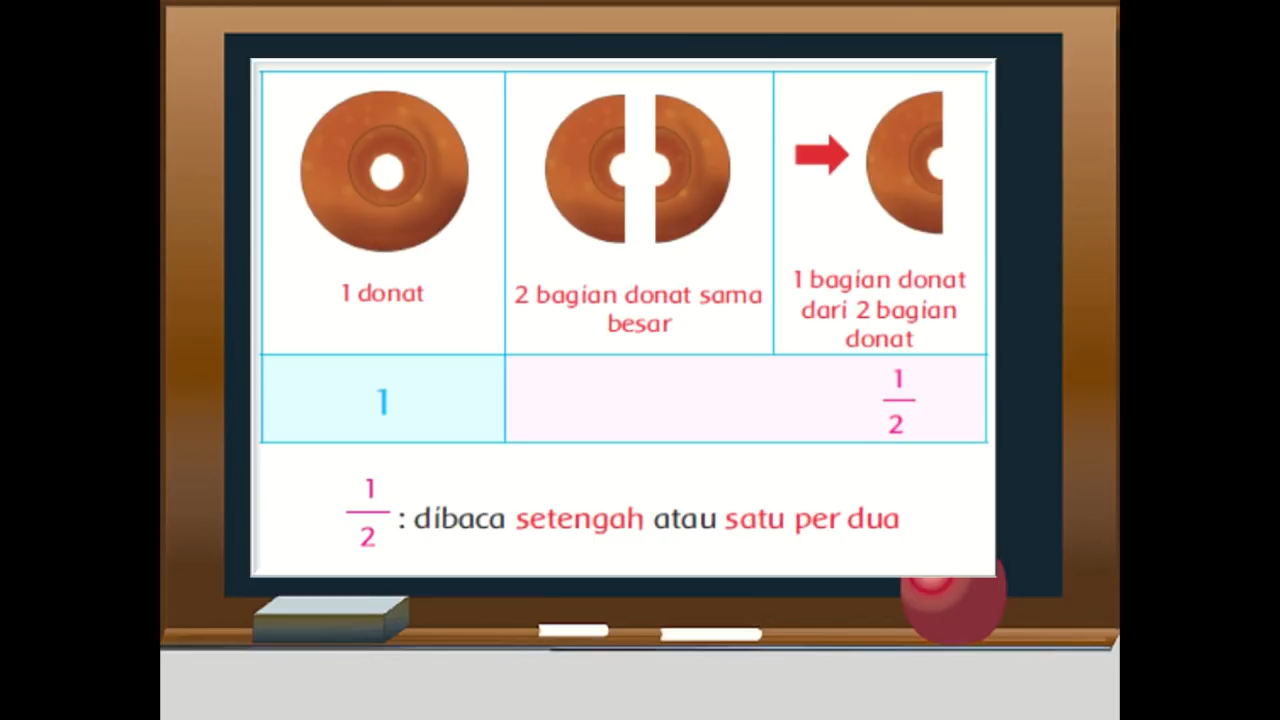 1 donat
2 bagian donat sama
besar
1 bagian donat
dari 2 bagian
donat
1
1
2
1
2
: dibaca setengah atau satu per dua